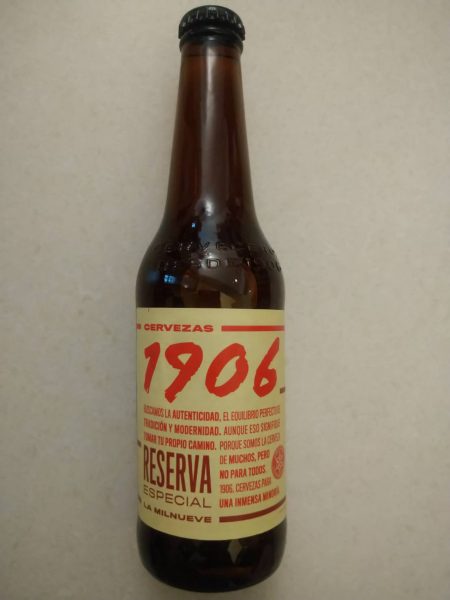 CERVEZAS
1906
BUSCAMOS LA AUTENTICIDAD, EL EQUILIBRIO PERFECTO DE
TRADICIÓN Y MODERNIDAD. AUNQUE ESO SIGNIFIQUE
TOMAR TU PROPIO CAMINO. PORQUE SOMOS LA CERVEZA
DE MUCHOS, PERO
NO PARA TODOS.
1906. CERVEZAS PARA
UNA INMENSA MINORÍA.
RESERVA
ESPECIAL
LA MILNUEVE